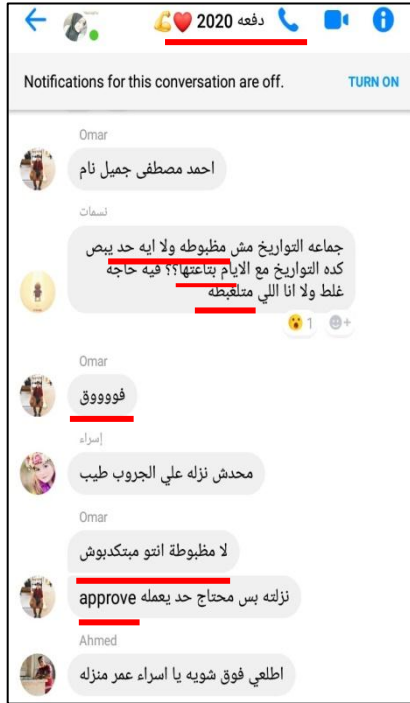 دفعه 2020 ❤️💪
Notifications for this conversation are off.
TURN ON
Omar
احمد مصطفى جميل نام
نسمات
جماعه التواريخ مش مظبوطه ولا ايه حد يبص
كده التواريخ مع الايام بتاعتها؟؟ فيه حاجه
غلط ولا انا اللي متلغبطه
😮 1
Omar
فووووق
إسراء
محدش نزله علي الجروب طيب
Omar
لا مظبوطة انتو مبتكدبوش
نزلته بس محتاج حد يعمله approve
Ahmed
اطلعي فوق شويه يا اسراء عمر منزله